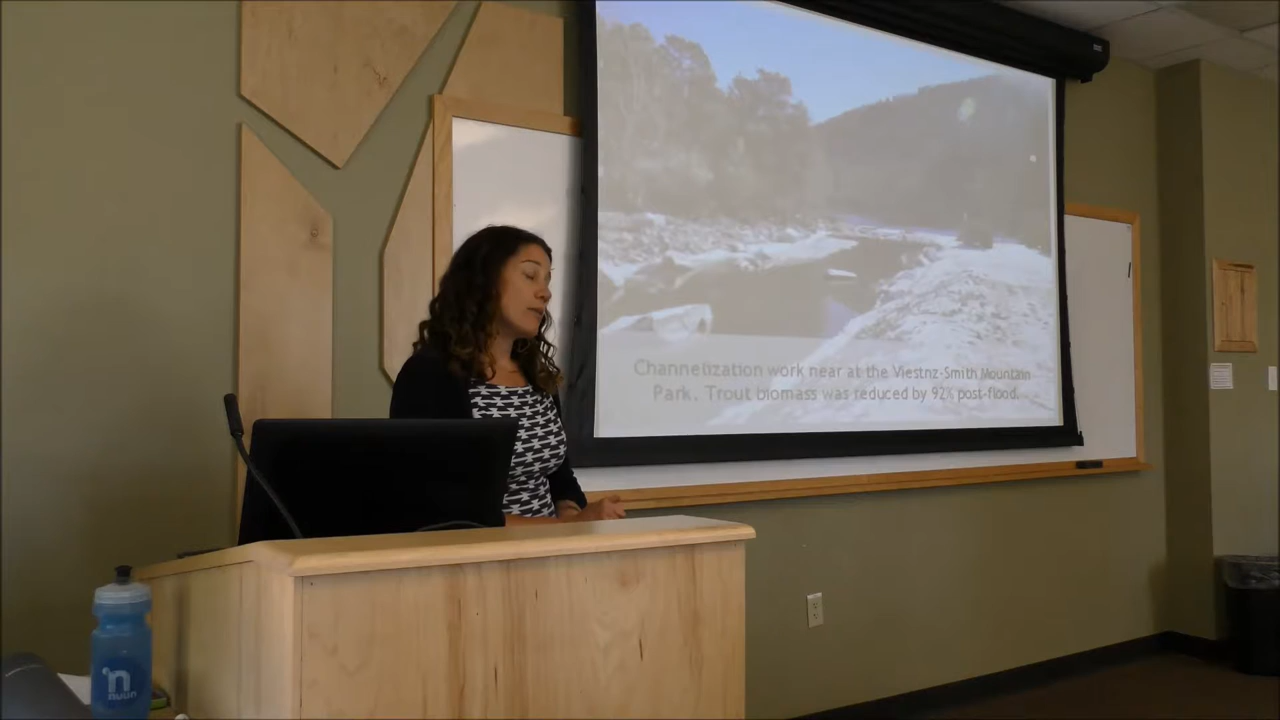 Channelization work near at the Viestnz-Smith Mountain
Park. Trout biomass was reduced by 92% post-flood.
n
nuun